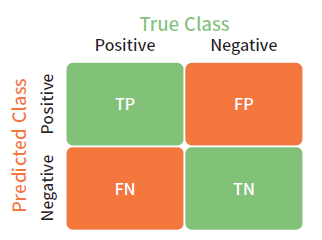 True Class
Positive Negative
Predicted Class
Positive
TP FP
Negative
FN TN